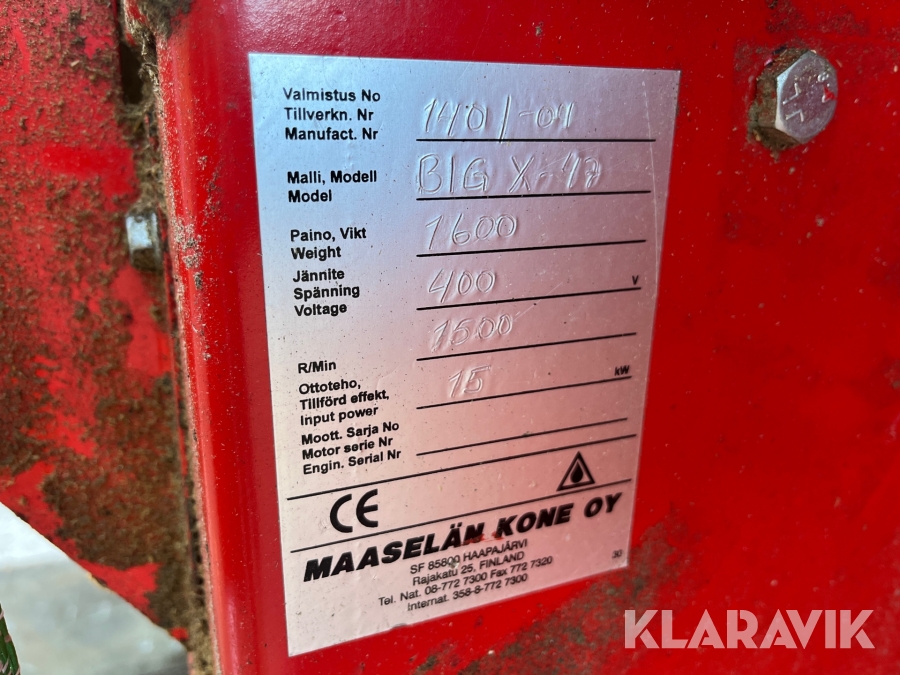 Valmistus No
Tillverkn. Nr
Manufact. Nr
1401-01
Malli, Modell
Model
BIG X-47
Paino, Vikt
Weight
1600
Jännite
Spänning
Voltage
400 V
R/Min
1500
Ottoteho,
Tillförd effekt,
Input power
15 kW
Moott. Sarja No
Motor serie Nr
Engin. Serial Nr
CE
MAASELÄN KONE OY
SF 85800 HAAPAJÄRVI
Rajakatu 25, FINLAND
Tel. Nat. 08-772 7300 Fax 772 7320
Internat. 358-8-772 7300
30
KLARAVIK